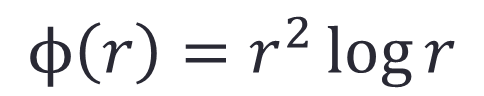 ϕ(r) = r² log r